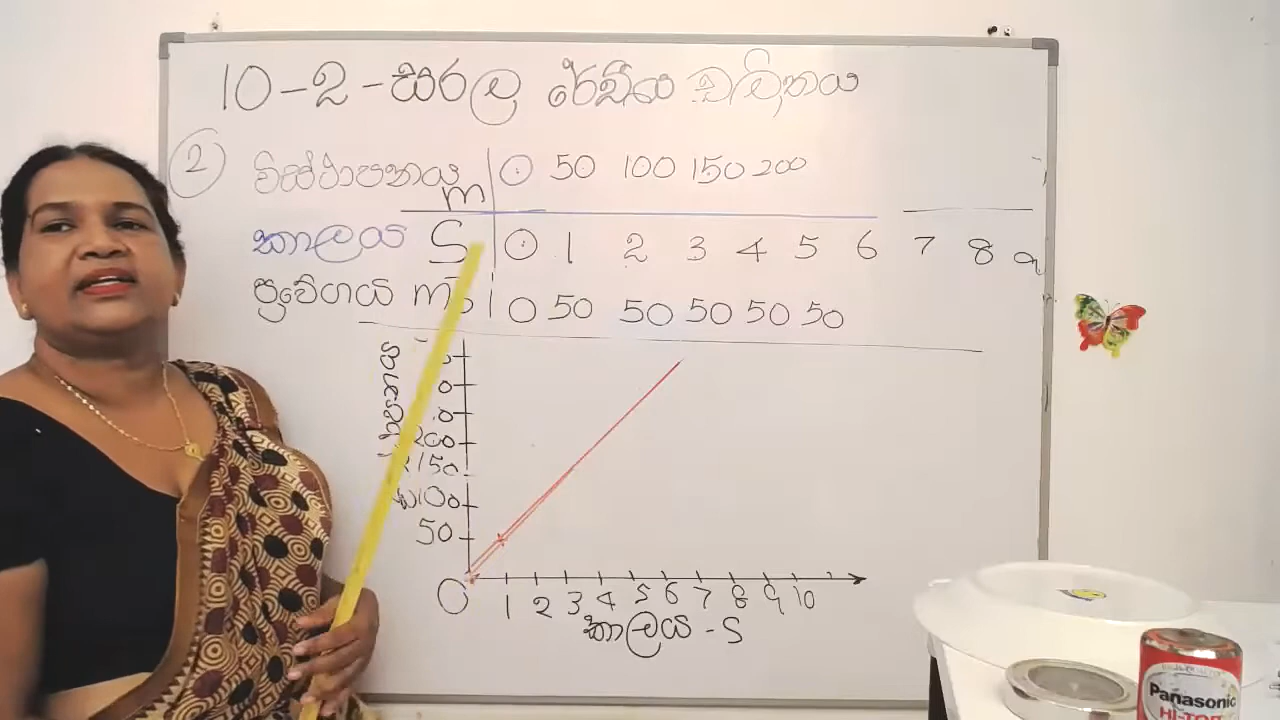 10-2-සරල රේඛීය චලිතය
2
විස්ථාපනය m 0 50 100 150 200
කාලය S 0 1 2 3 4 5 6 7 8 9
ප්‍රවේගය 0 50 50 50 50 50
200
150
100
50
0 1 2 3 4 5 6 7 8 9 10
කාලය - S
Panasonic